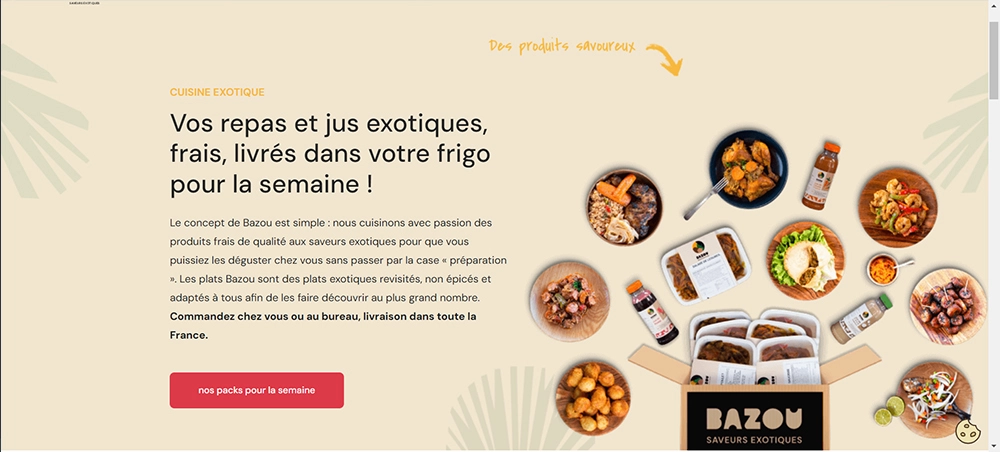 SAVEURS EXOTIQUES
Des produits savoureux
CUISINE EXOTIQUE
Vos repas et jus exotiques,
frais, livrés dans votre frigo
pour la semaine !
Le concept de Bazou est simple : nous cuisinons avec passion des
produits frais de qualité aux saveurs exotiques pour que vous
puissiez les déguster chez vous sans passer par la case « préparation
». Les plats Bazou sont des plats exotiques revisités, non épicés et
adaptés à tous afin de les faire découvrir au plus grand nombre.
Commandez chez vous ou au bureau, livraison dans toute la
France.
nos packs pour la semaine
BAZOU
SAVEURS EXOTIQUES